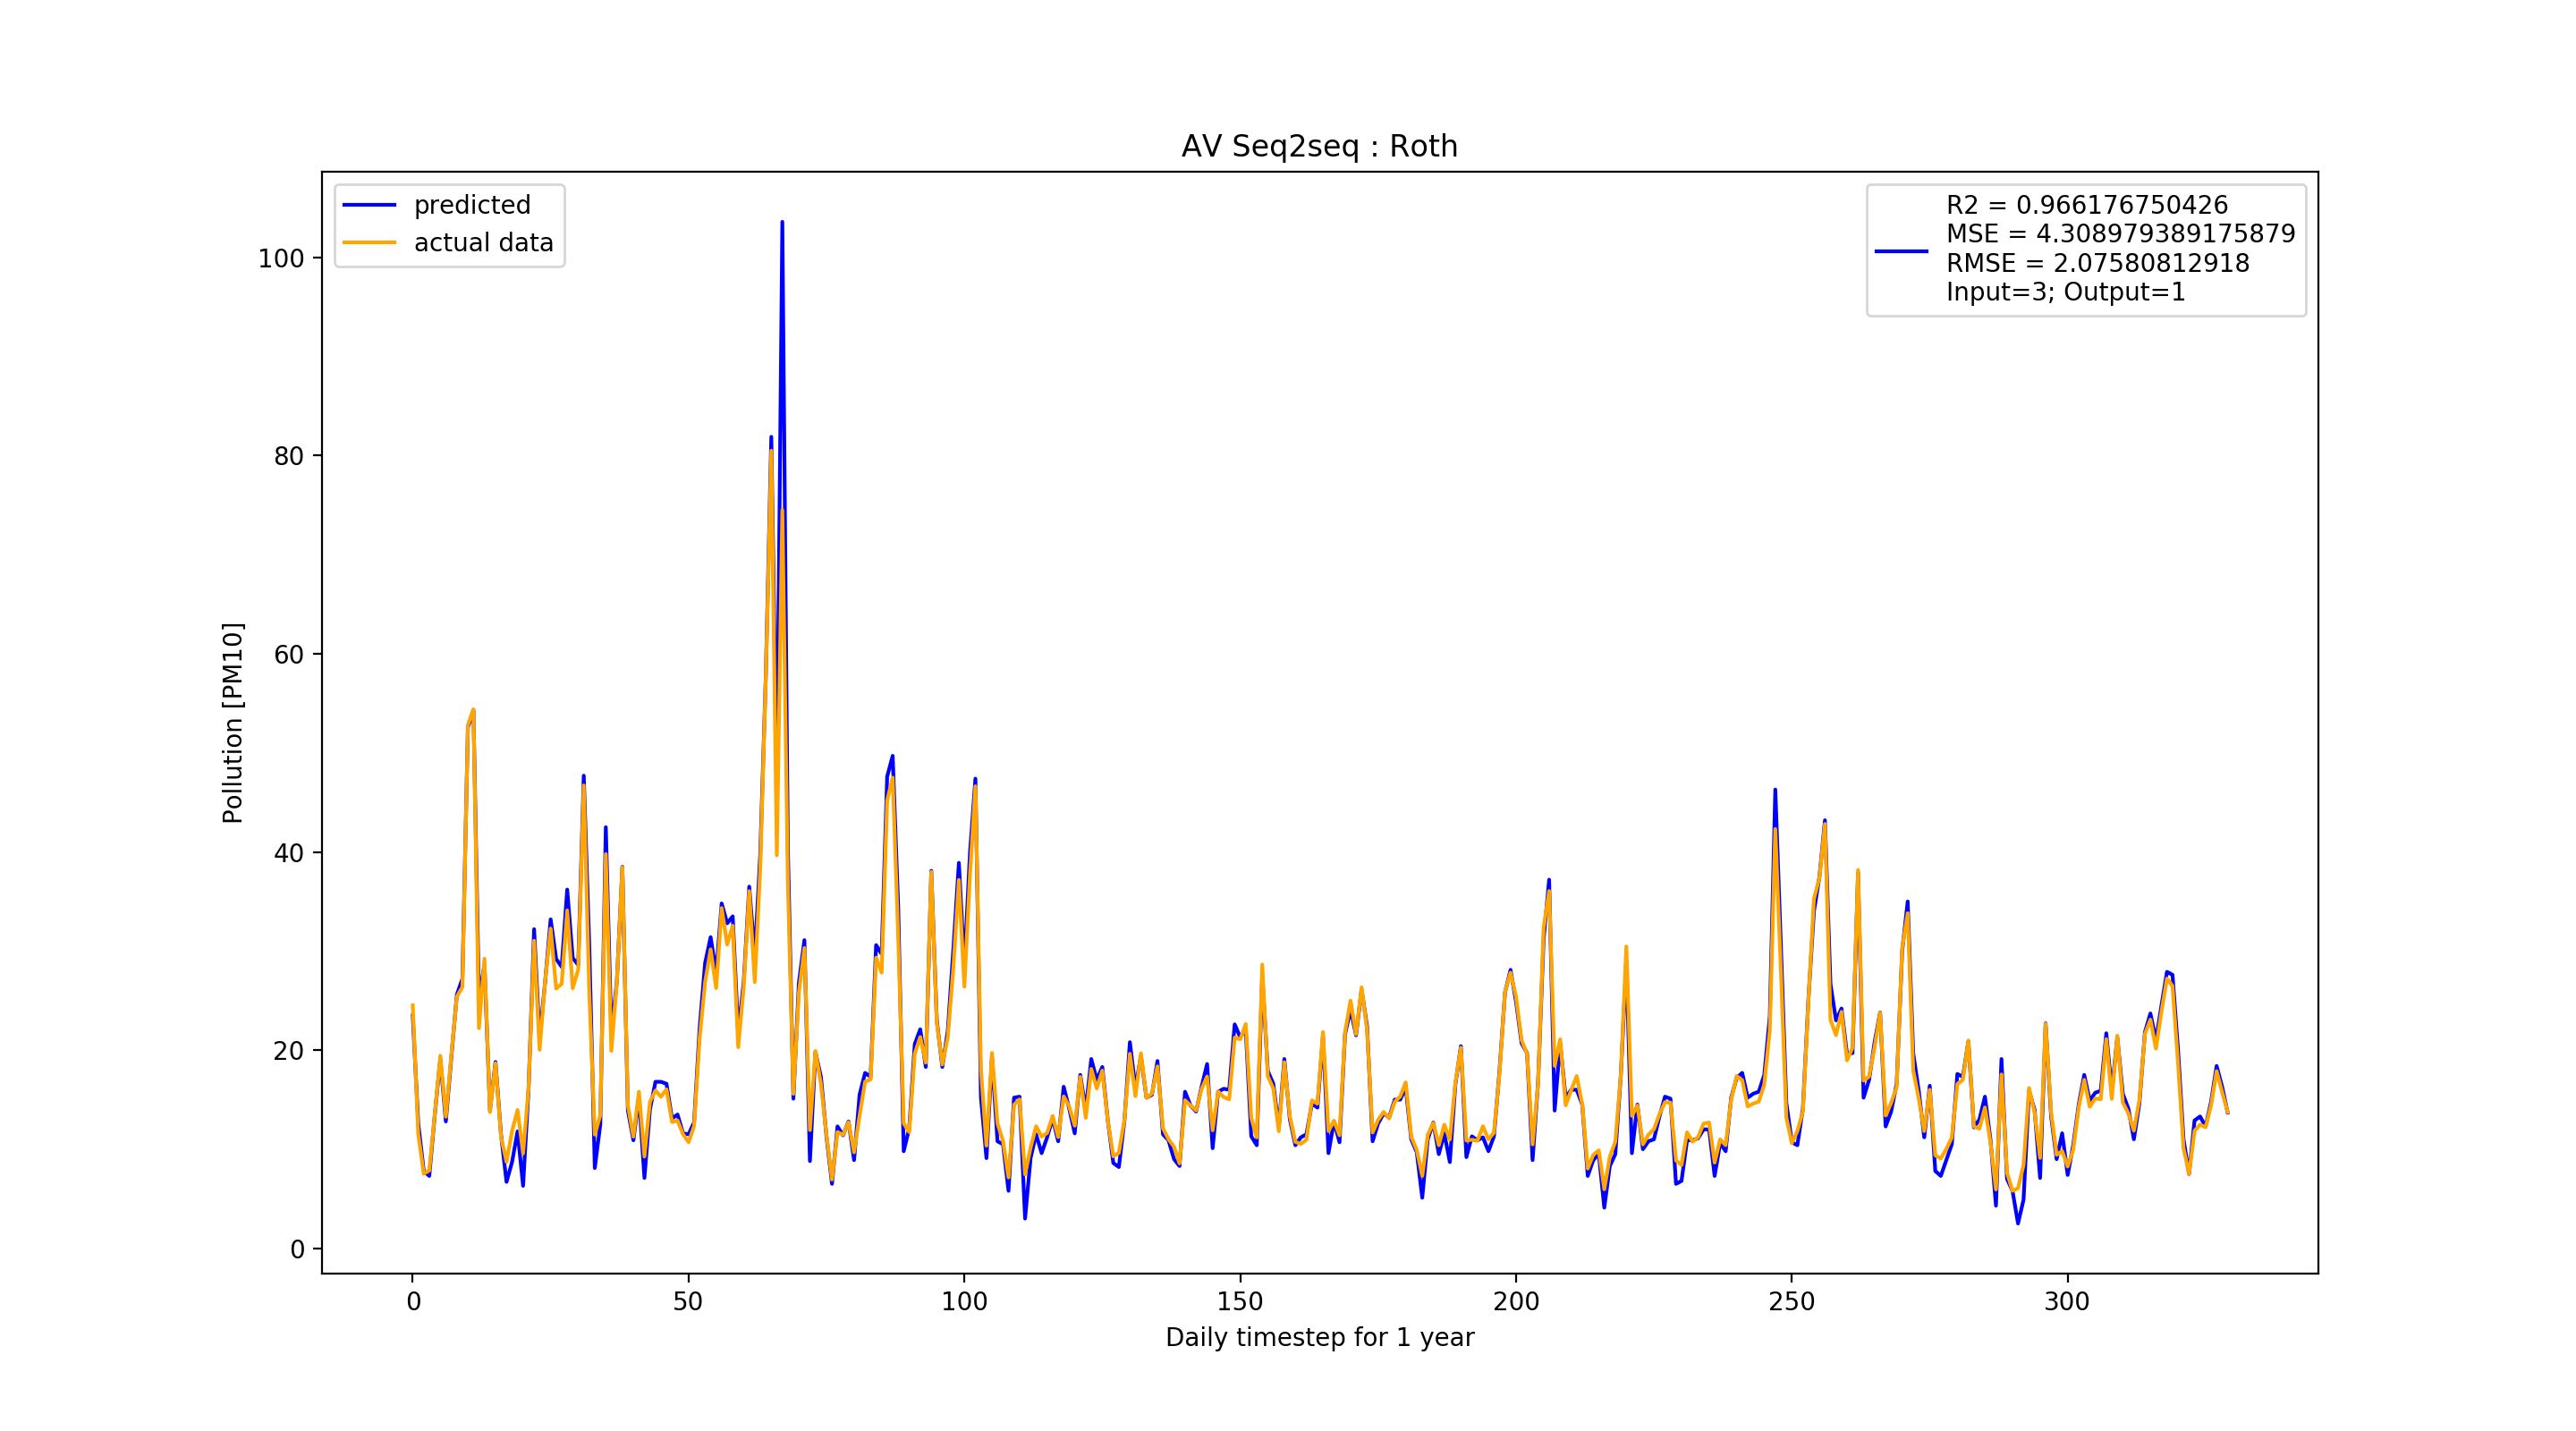 AV Seq2seq : Roth
predicted
actual data
R2 = 0.966176750426
MSE = 4.308979389175879
RMSE = 2.07580812918
Input=3; Output=1
Pollution [PM10]
100
80
60
40
20
0
0 50 100 150 200 250 300
Daily timestep for 1 year